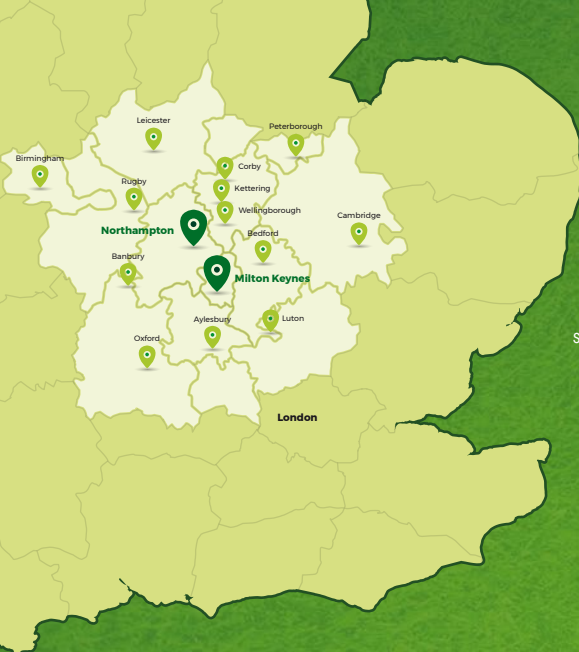 Leicester
Peterborough
Birmingham
Corby
Rugby
Kettering
Wellingborough
Cambridge
Northampton
Bedford
Banbury
Milton Keynes
Aylesbury
Luton
Oxford
S
London